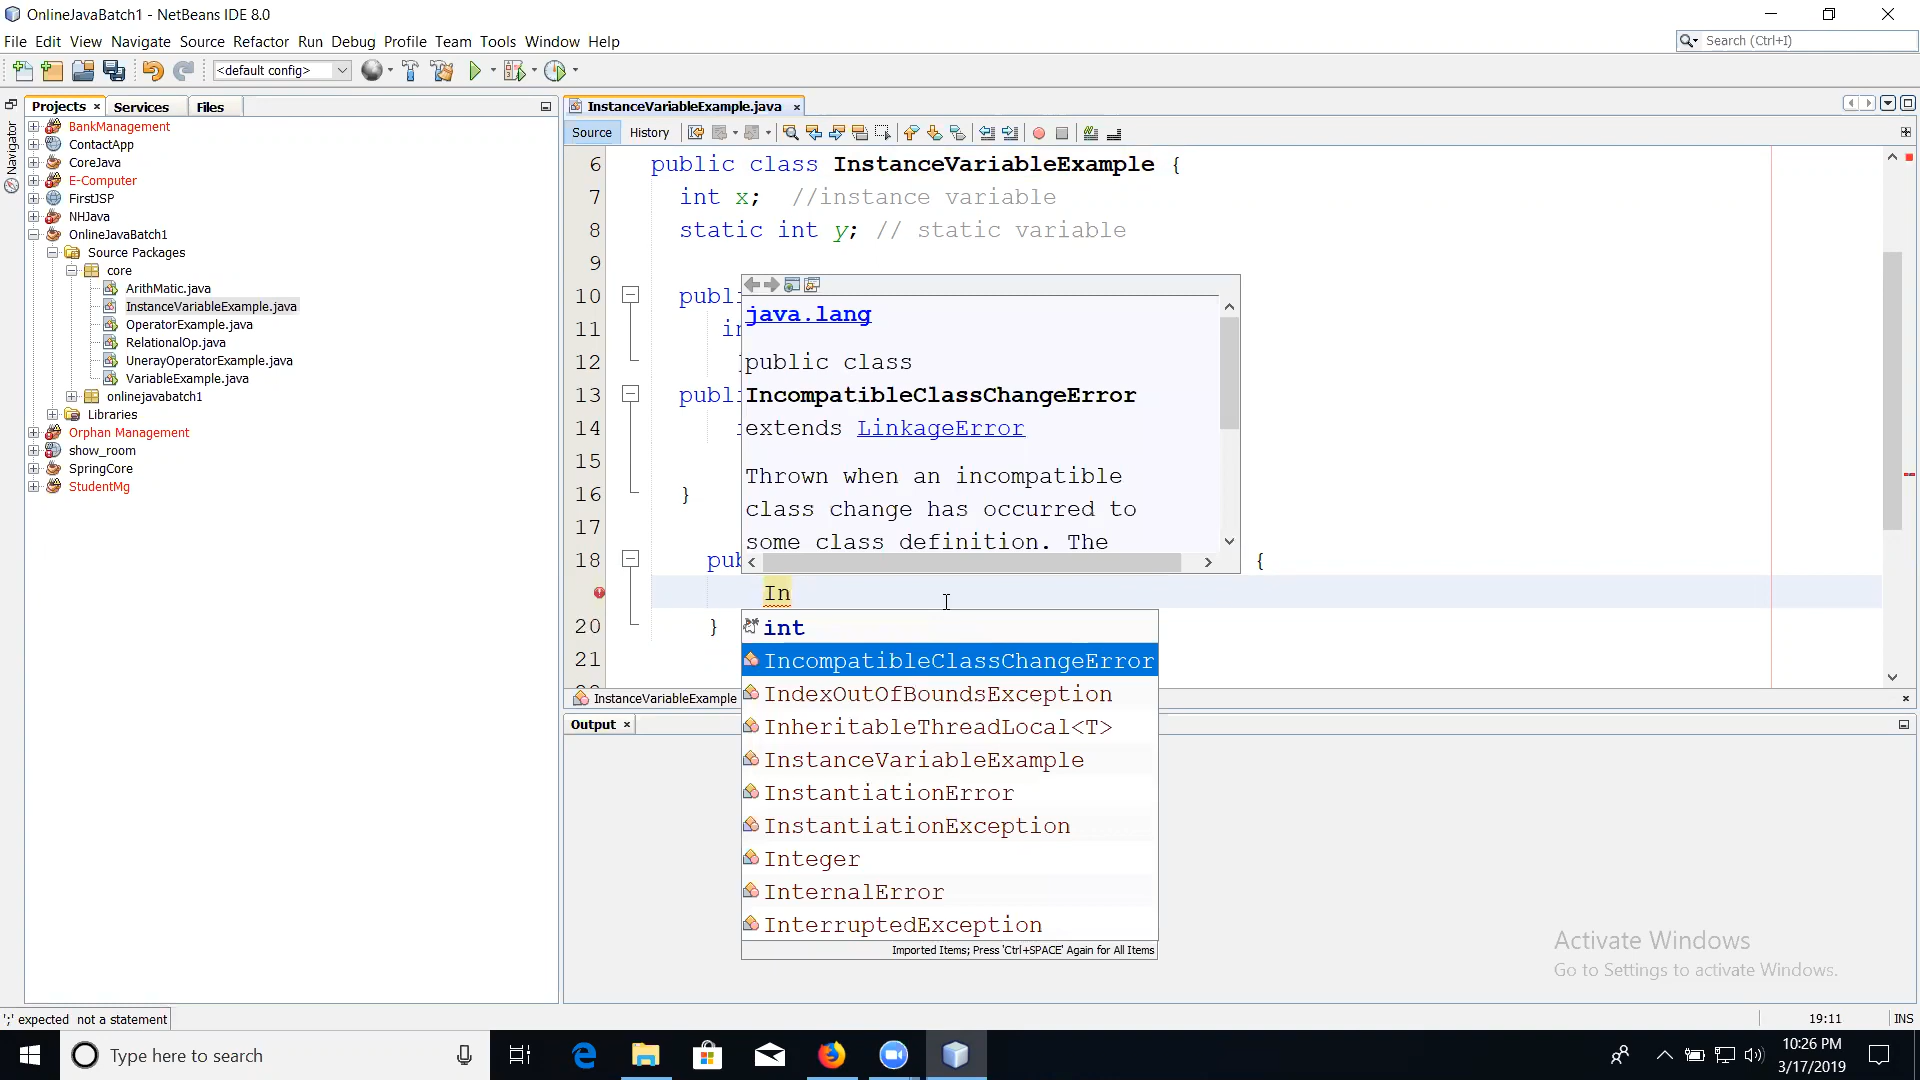 OnlineJavaBatch1 - NetBeans IDE 8.0
File Edit View Navigate Source Refactor Run Debug Profile Team Tools Window Help
Search (Ctrl+I)
<default config>
Projects × Services Files
InstanceVariableExample.java ×
Navigator
Source History
BankManagement
ContactApp
CoreJava
E-Computer
FirstJSP
NHJava
OnlineJavaBatch1
Source Packages
core
ArithMatic.java
InstanceVariableExample.java
OperatorExample.java
RelationalOp.java
UnerayOperatorExample.java
VariableExample.java
onlinejavabatch1
Libraries
Orphan Management
show_room
SpringCore
StudentMg
6 public class InstanceVariableExample {
7 int x; //instance variable
8 static int y; // static variable
9
10 publi
11 in
12
13 publi
14
15
16 }
17
18 pub {
In
20 }
21
java.lang
public class
IncompatibleClassChangeError
extends LinkageError
Thrown when an incompatible
class change has occurred to
some class definition. The
int
IncompatibleClassChangeError
IndexOutOfBoundsException
InheritableThreadLocal<T>
InstanceVariableExample
InstantiationError
InstantiationException
Integer
InternalError
InterruptedException
Imported Items; Press 'Ctrl+SPACE' Again for All Items
InstanceVariableExample
Output ×
Activate Windows
Go to Settings to activate Windows.
';' expected not a statement
19:11 INS
Type here to search
10:26 PM
3/17/2019